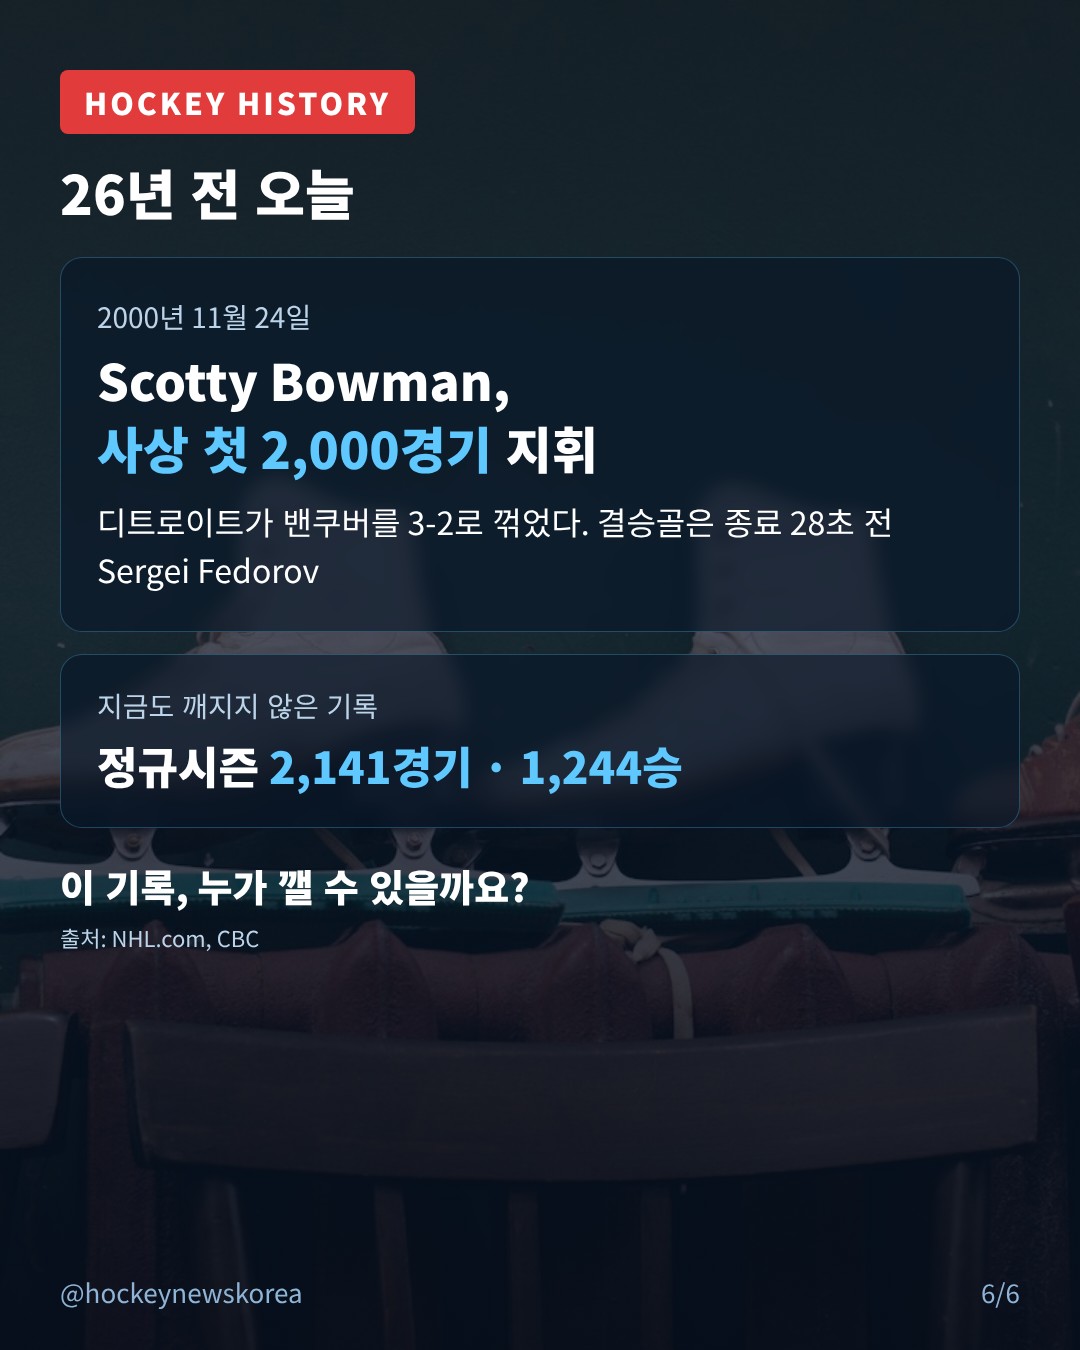 HOCKEY HISTORY
26년 전 오늘
2000년 11월 24일
Scotty Bowman,
사상 첫 2,000경기 지휘
디트로이트가 밴쿠버를 3-2로 꺾었다. 결승골은 종료 28초 전
Sergei Fedorov
지금도 깨지지 않은 기록
정규시즌 2,141경기 · 1,244승
이 기록, 누가 깰 수 있을까요?
출처: NHL.com, CBC
@hockeynewskorea
6/6